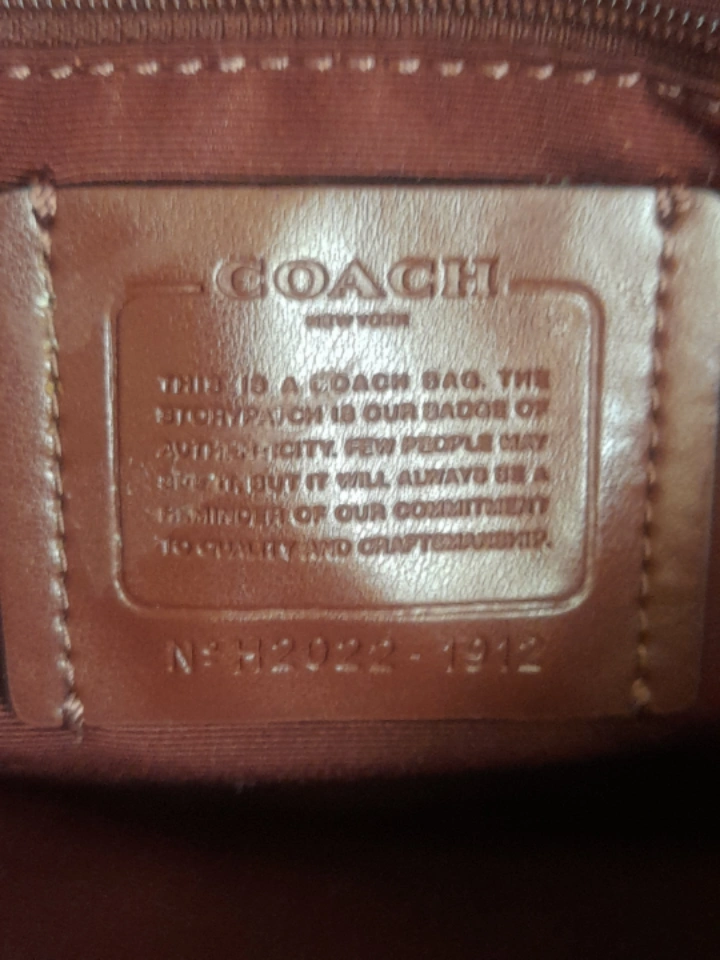 COACH
NEW YORK
THIS IS A COACH BAG. THE
STORYPATCH IS OUR BADGE OF
AUTHENTICITY. FEW PEOPLE MAY
SEE IT, BUT IT WILL ALWAYS BE A
REMINDER OF OUR COMMITMENT
TO QUALITY AND CRAFTSMANSHIP.
Nº H2022-1912